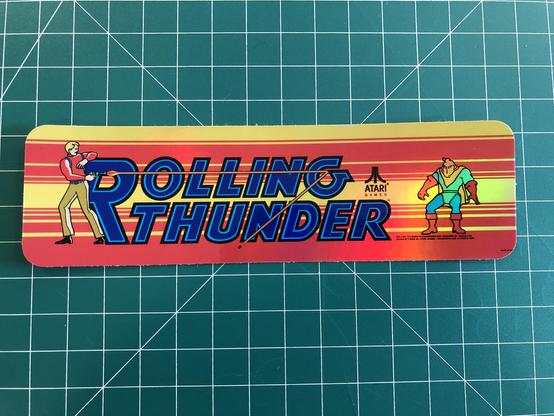 ROLLING
THUNDER
ATARI
GAMES